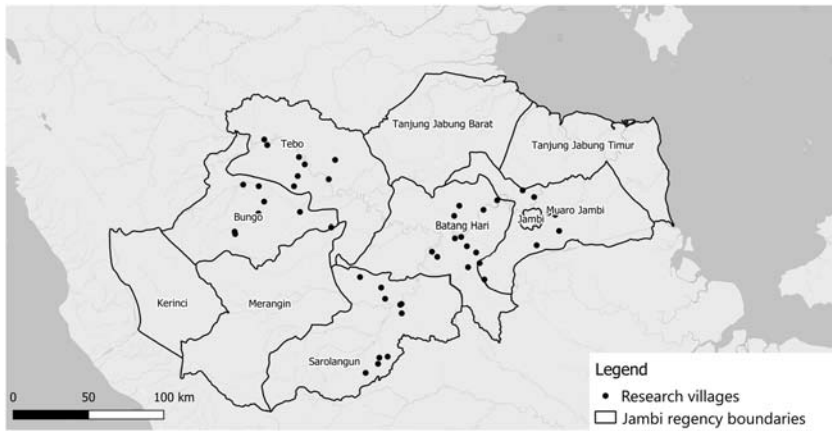 Tanjung Jabung Barat
Tebo
Tanjung Jabung Timur
Bungo
Batang Hari
Jambi
Muaro Jambi
Kerinci
Merangin
Sarolangun
Legend
Research villages
Jambi regency boundaries
0 50 100 km